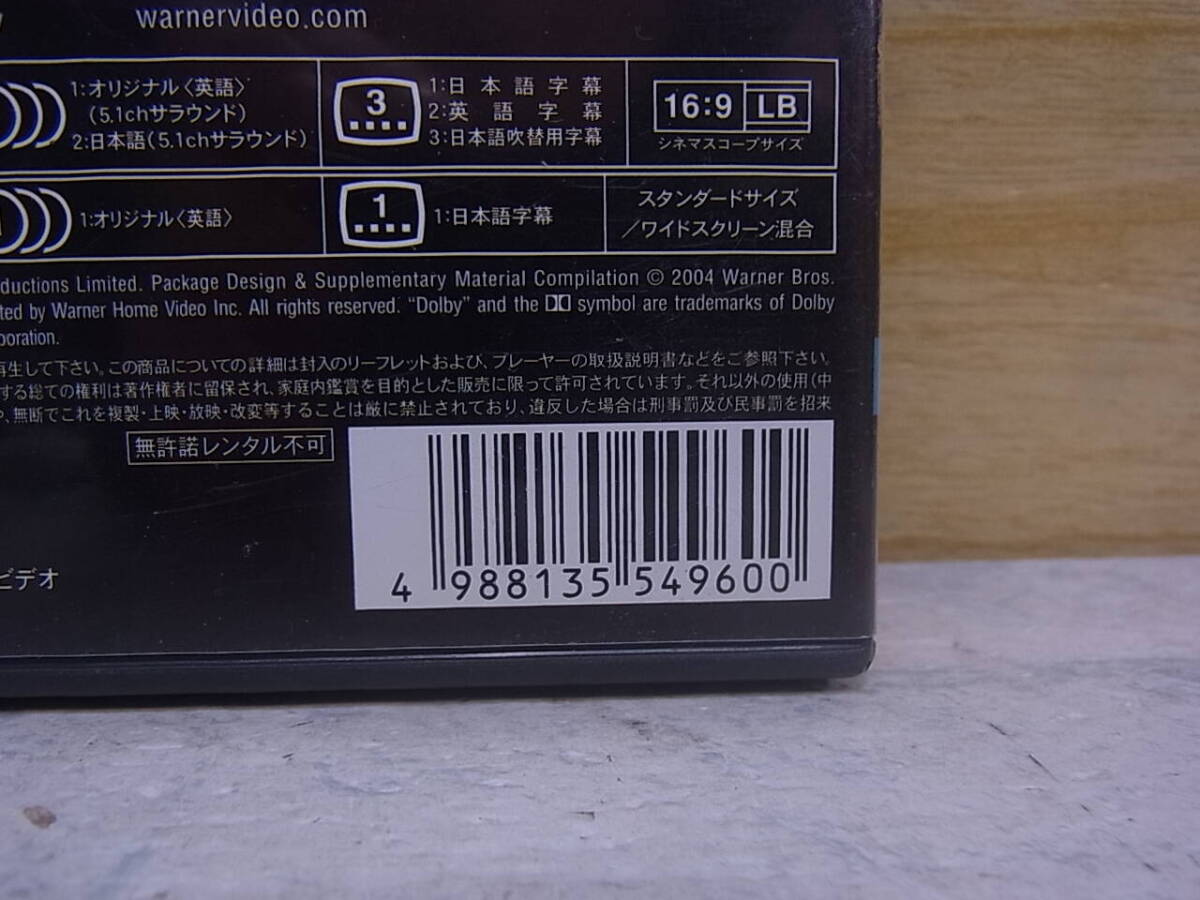 warnervideo.com
1:オリジナル〈英語〉
(5.1chサラウンド)
2:日本語(5.1chサラウンド)
3
1:日本語字幕
2:英語字幕
3:日本語吹替用字幕
16:9 LB
シネマスコープサイズ
1:オリジナル〈英語〉
1
1:日本語字幕
スタンダードサイズ
/ワイドスクリーン混合
oductions Limited. Package Design & Supplementary Material Compilation © 2004 Warner Bros.
ted by Warner Home Video Inc. All rights reserved. “Dolby” and the symbol are trademarks of Dolby
poration.
再生して下さい。この商品についての詳細は封入のリーフレットおよび、プレーヤーの取扱説明書などをご参照下さい。
する総ての権利は著作権者に留保され、家庭内鑑賞を目的とした販売に限って許可されています。それ以外の使用(中
や、無断でこれを複製・上映・放映・改変等することは厳に禁止されており、違反した場合は刑事罰及び民事罰を招来
無許諾レンタル不可
ビデオ
4 988135 549600